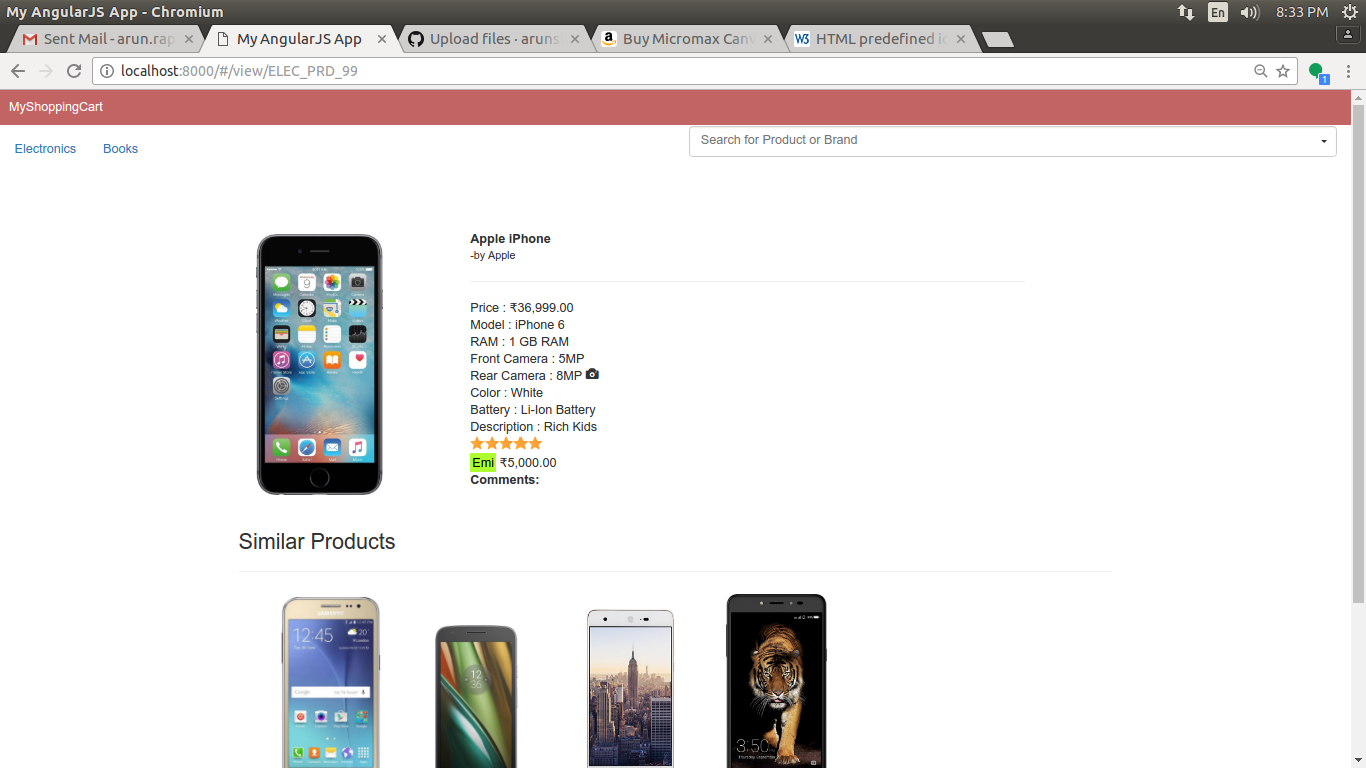 My AngularJS App - Chromium
En
8:33 PM
Sent Mail - arun.rap
My AngularJS App
Upload files · aruns
Buy Micromax Canv
HTML predefined ic
localhost:8000/#/view/ELEC_PRD_99
1
MyShoppingCart
Electronics
Books
Search for Product or Brand
Apple iPhone
-by Apple
Price : ₹36,999.00
Model : iPhone 6
RAM : 1 GB RAM
Front Camera : 5MP
Rear Camera : 8MP
Color : White
Battery : Li-Ion Battery
Description : Rich Kids
Emi ₹5,000.00
Comments:
Similar Products
SAMSUNG
12:45
20°
Google
12
36
3:50